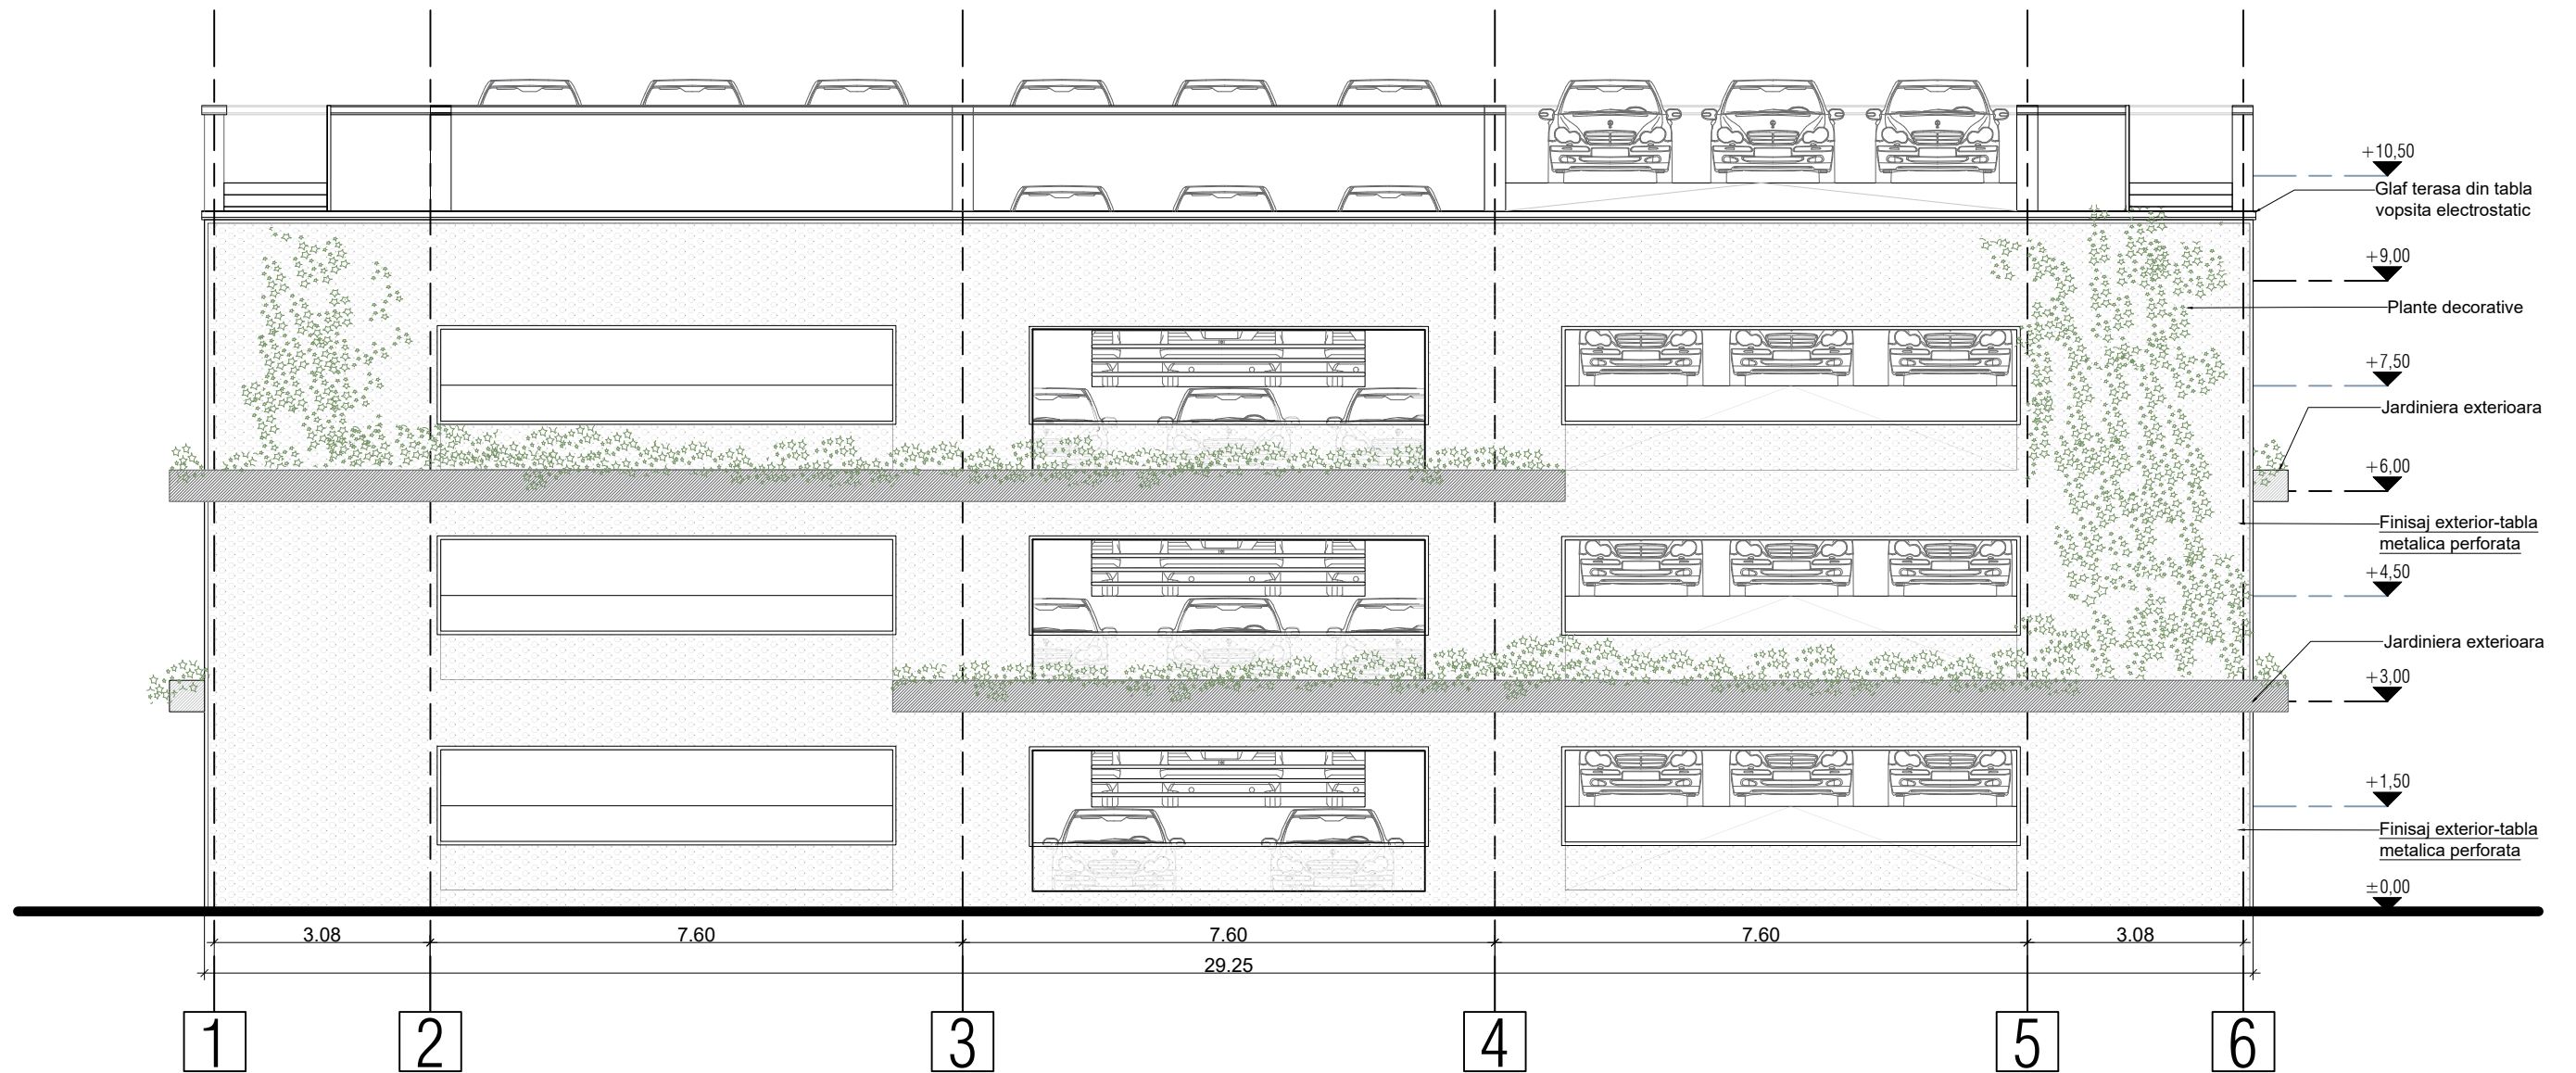 +10,50
Glaf terasa din tabla
vopsita electrostatic
+9,00
Plante decorative
+7,50
Jardiniera exterioara
+6,00
Finisaj exterior-tabla
metalica perforata
+4,50
Jardiniera exterioara
+3,00
+1,50
Finisaj exterior-tabla
metalica perforata
±0,00
3.08 7.60 7.60 7.60 3.08
29.25
1 2 3 4 5 6